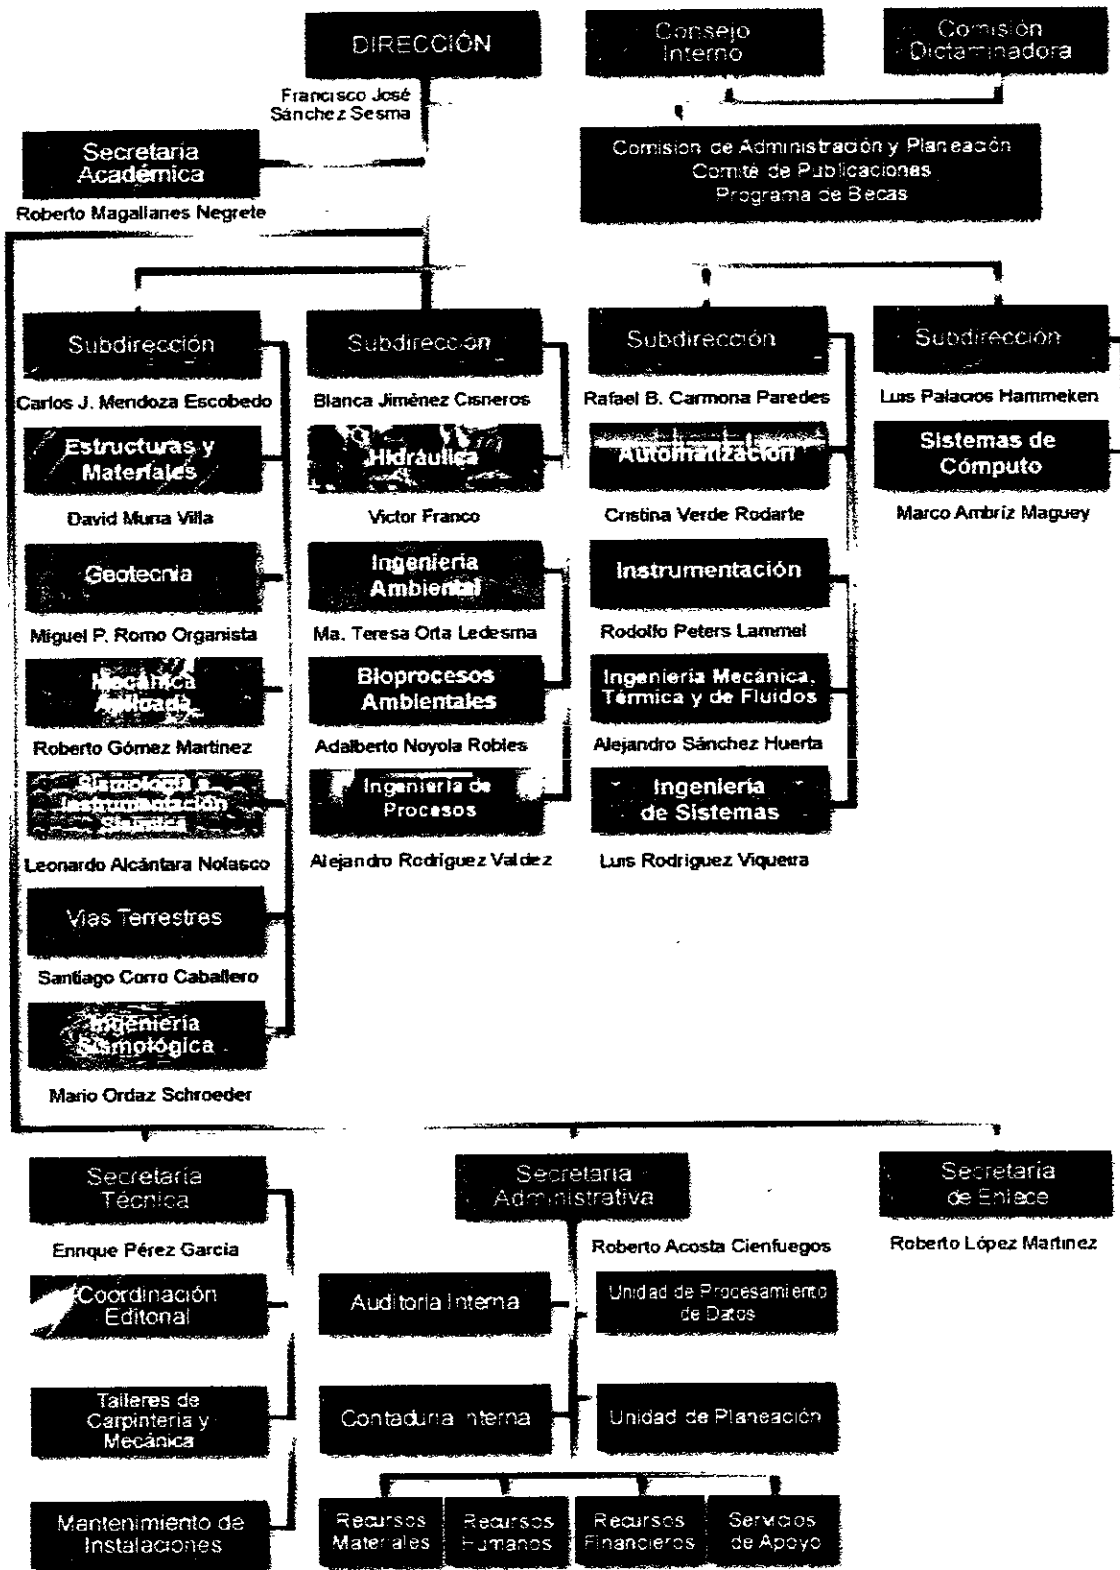 DIRECCIÓN
Consejo
Interno
Comisión
Dictaminadora
Francisco José
Sánchez Sesma
Secretaría
Académica
Roberto Magallanes Negrete
Comisión de Administración y Planeación
Comité de Publicaciones
Programa de Becas
Subdirección
Carlos J. Mendoza Escobedo
Estructuras y
Materiales
David Muria Villa
Geotecnia
Miguel P. Romo Organista
Mecánica
Aplicada
Roberto Gómez Martínez
Sismología e
Instrumentación
Sísmica
Leonardo Alcántara Nolasco
Vías Terrestres
Santiago Corro Caballero
Ingeniería
Sismológica
Mario Ordaz Schroeder
Subdirección
Blanca Jiménez Cisneros
Hidráulica
Victor Franco
Ingeniería
Ambiental
Ma. Teresa Orta Ledesma
Bioprocesos
Ambientales
Adalberto Noyola Robles
Ingeniería de
Procesos
Alejandro Rodríguez Valdez
Subdirección
Rafael B. Carmona Paredes
Automatización
Cristina Verde Rodarte
Instrumentación
Rodolfo Peters Lammel
Ingeniería Mecánica,
Térmica y de Fluidos
Alejandro Sánchez Huerta
Ingeniería
de Sistemas
Luis Rodríguez Viqueira
Subdirección
Luis Palacios Hammeken
Sistemas de
Cómputo
Marco Ambríz Maguey
Secretaría
Técnica
Enrique Pérez García
Coordinación
Editorial
Talleres de
Carpintería y
Mecánica
Mantenimiento de
Instalaciones
Secretaría
Administrativa
Roberto Acosta Cienfuegos
Auditoría Interna
Unidad de Procesamiento
de Datos
Contaduría Interna
Unidad de Planeación
Recursos
Materiales
Recursos
Humanos
Recursos
Financieros
Servicios
de Apoyo
Secretaría
de Enlace
Roberto López Martínez